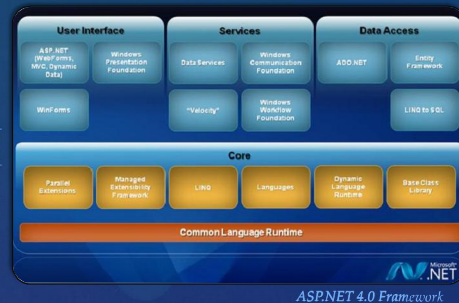 User Interface
Services
Data Access
ASP.NET
(WebForms,
MVC, Dynamic
Data)
Windows
Presentation
Foundation
Data Services
Windows
Communication
Foundation
ADO.NET
Entity
Framework
WinForms
"Velocity"
Windows
Workflow
Foundation
LINQ to SQL
Core
Parallel
Extensions
Managed
Extensibility
Framework
LINQ
Languages
Dynamic
Language
Runtime
Base Class
Library
Common Language Runtime
Microsoft
.NET
ASP.NET 4.0 Framework